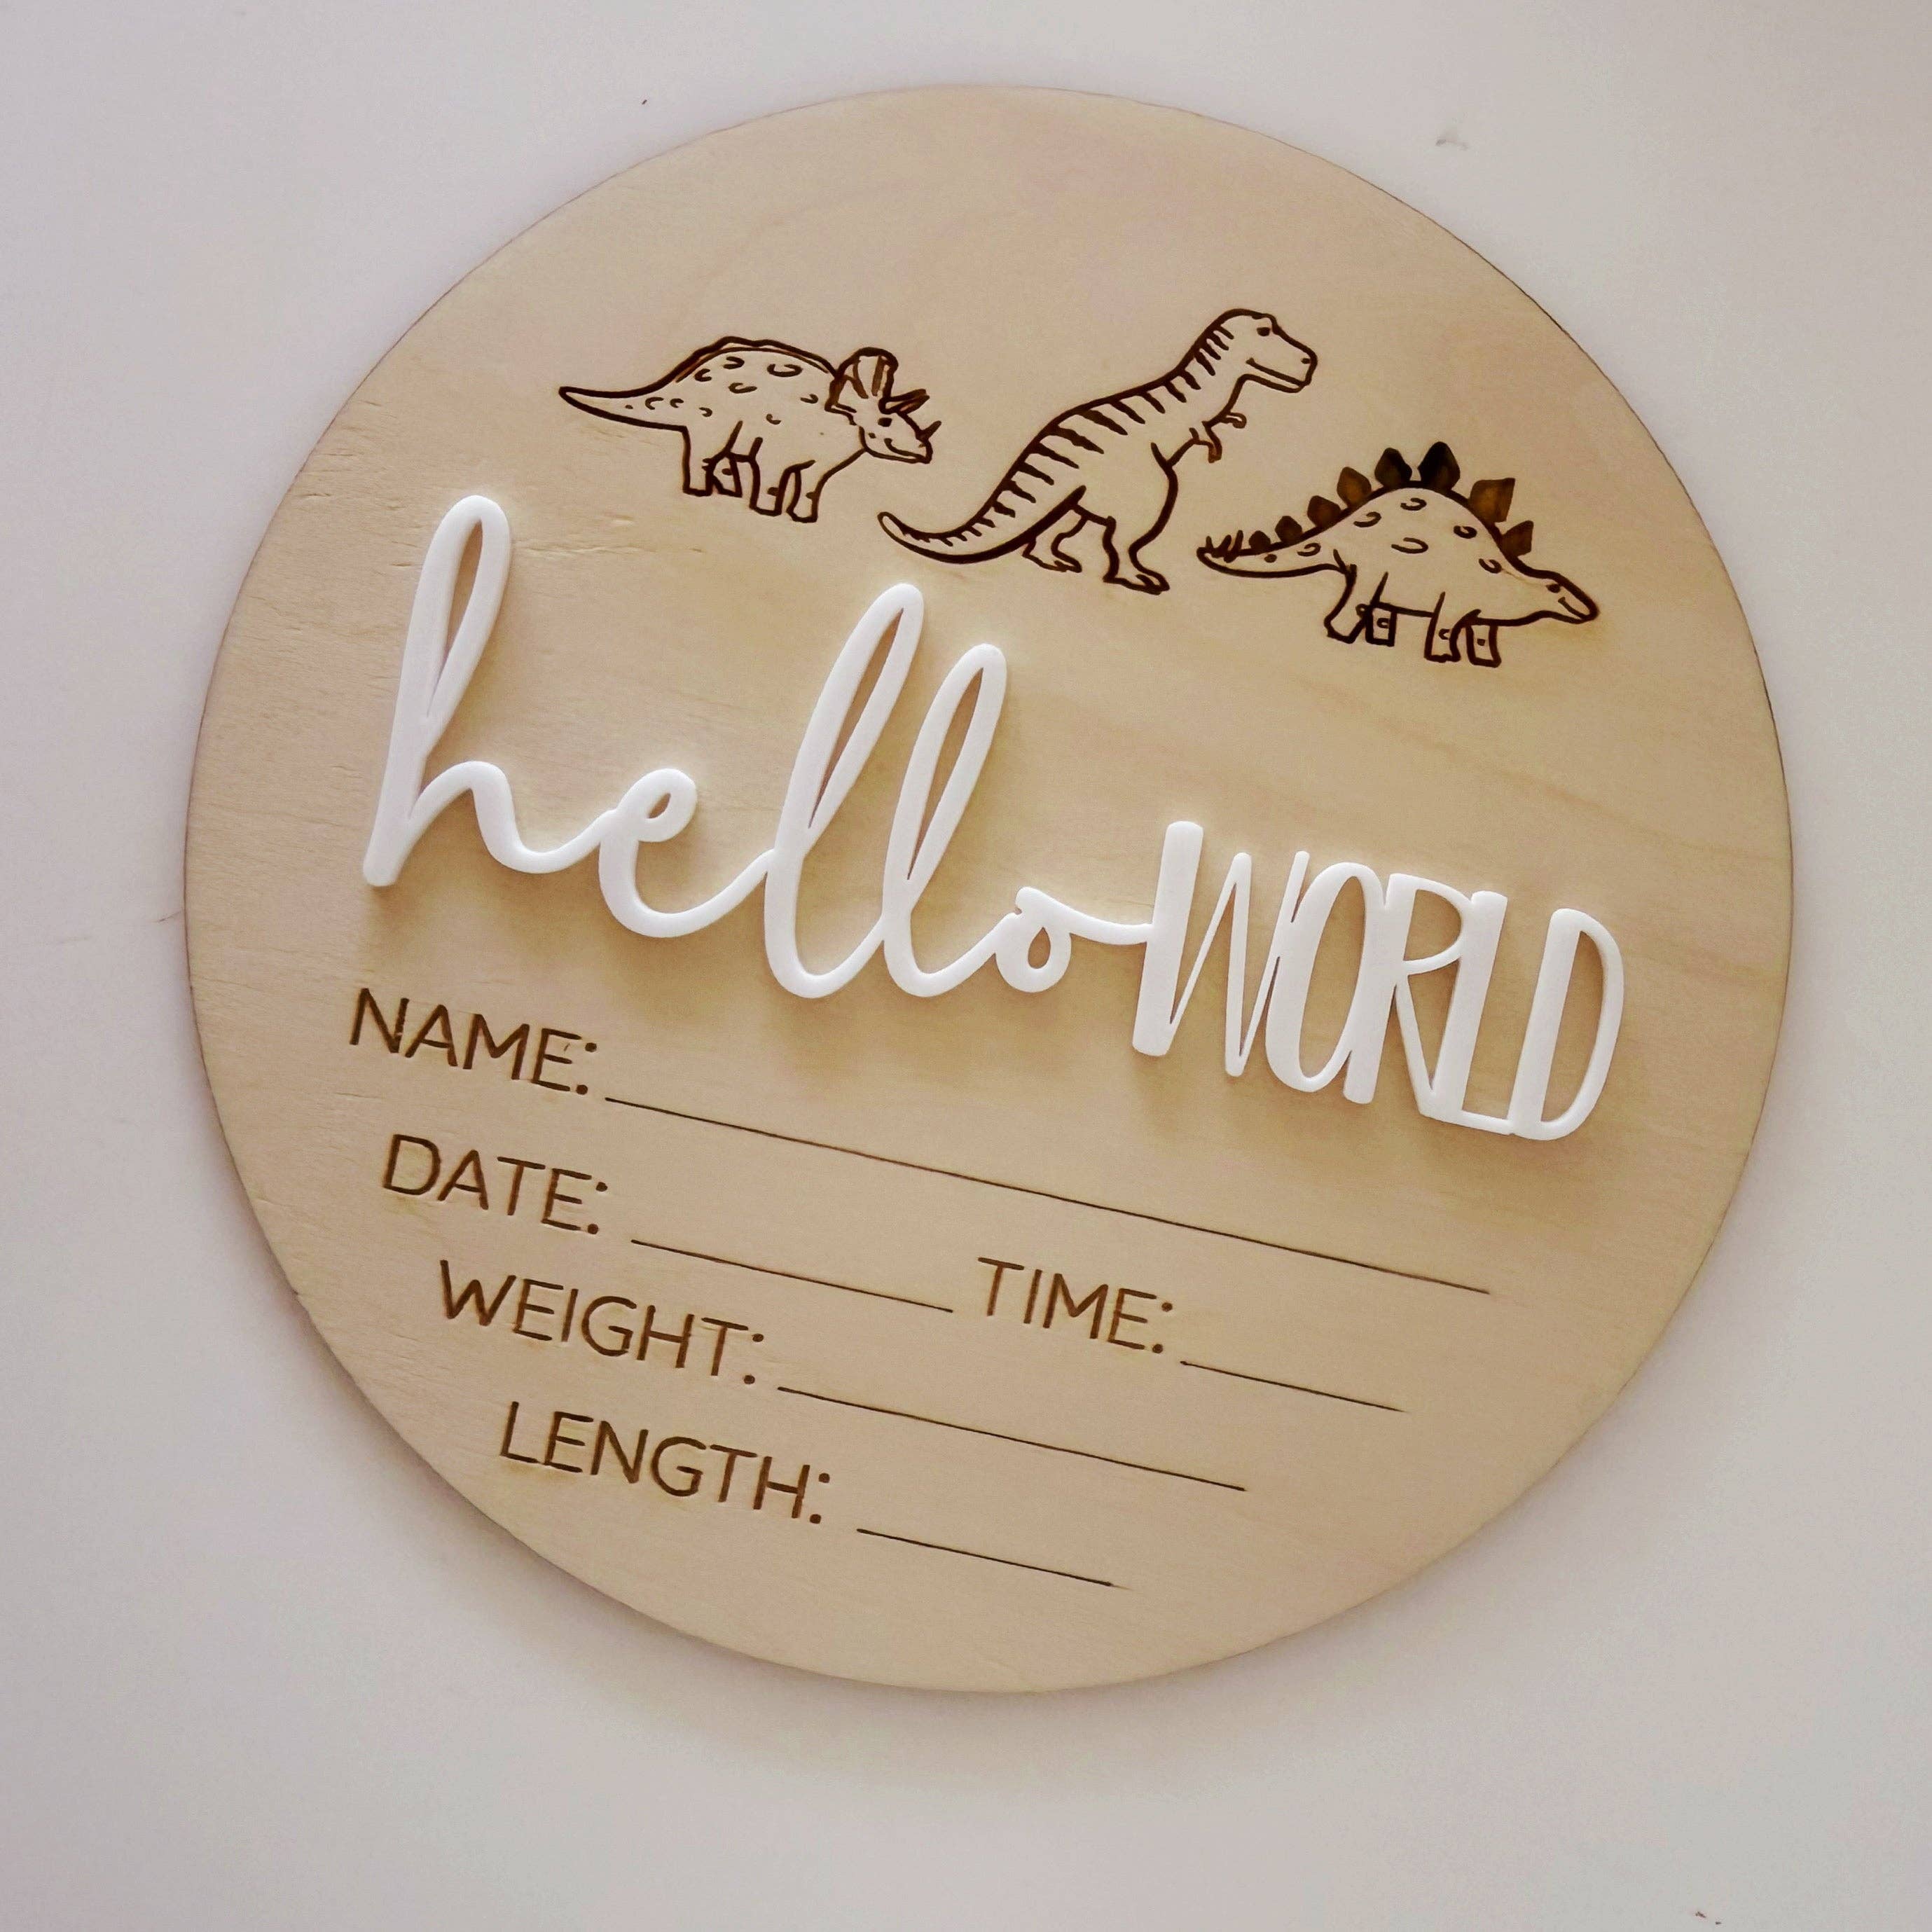 hello WORLD
NAME:
DATE: TIME:
WEIGHT:
LENGTH: